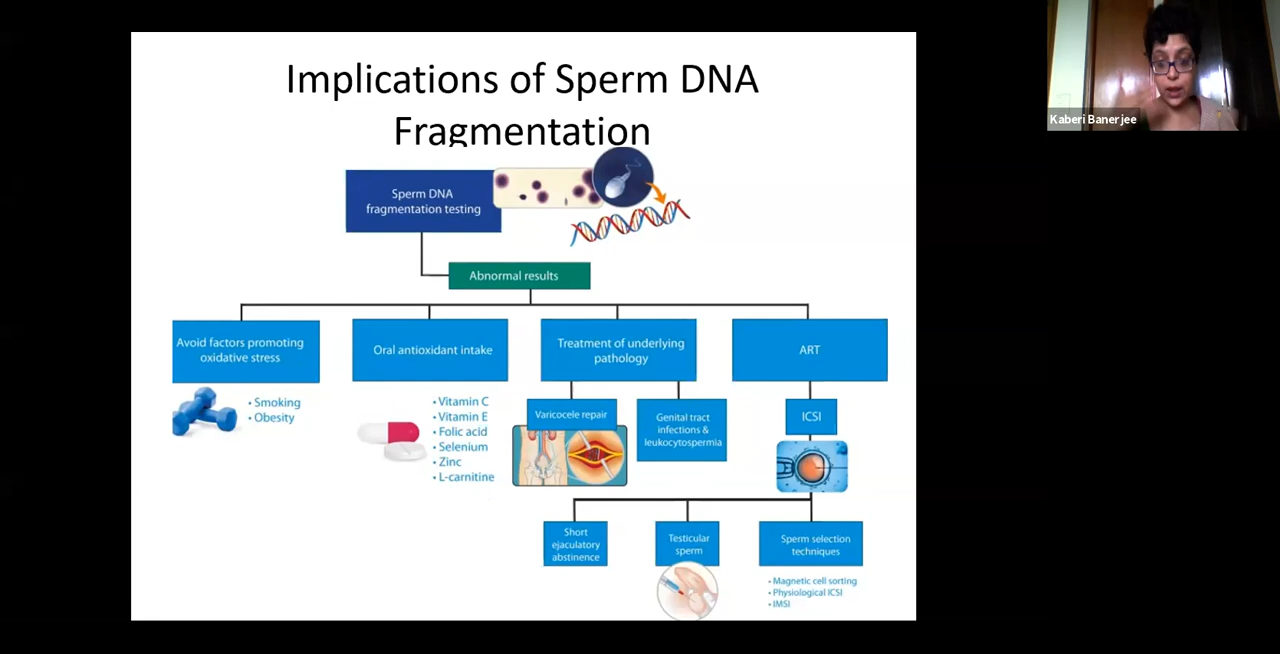 Implications of Sperm DNA
Fragmentation
Kaberi Banerjee
Sperm DNA
fragmentation testing
Abnormal results
Avoid factors promoting
oxidative stress
• Smoking
• Obesity
Oral antioxidant intake
• Vitamin C
• Vitamin E
• Folic acid
• Selenium
• Zinc
• L-carnitine
Treatment of underlying
pathology
Varicocele repair
Genital tract
infections &
leukocytospermia
ART
ICSI
Short
ejaculatory
abstinence
Testicular
sperm
Sperm selection
techniques
• Magnetic cell sorting
• Physiological ICSI
• IMSI